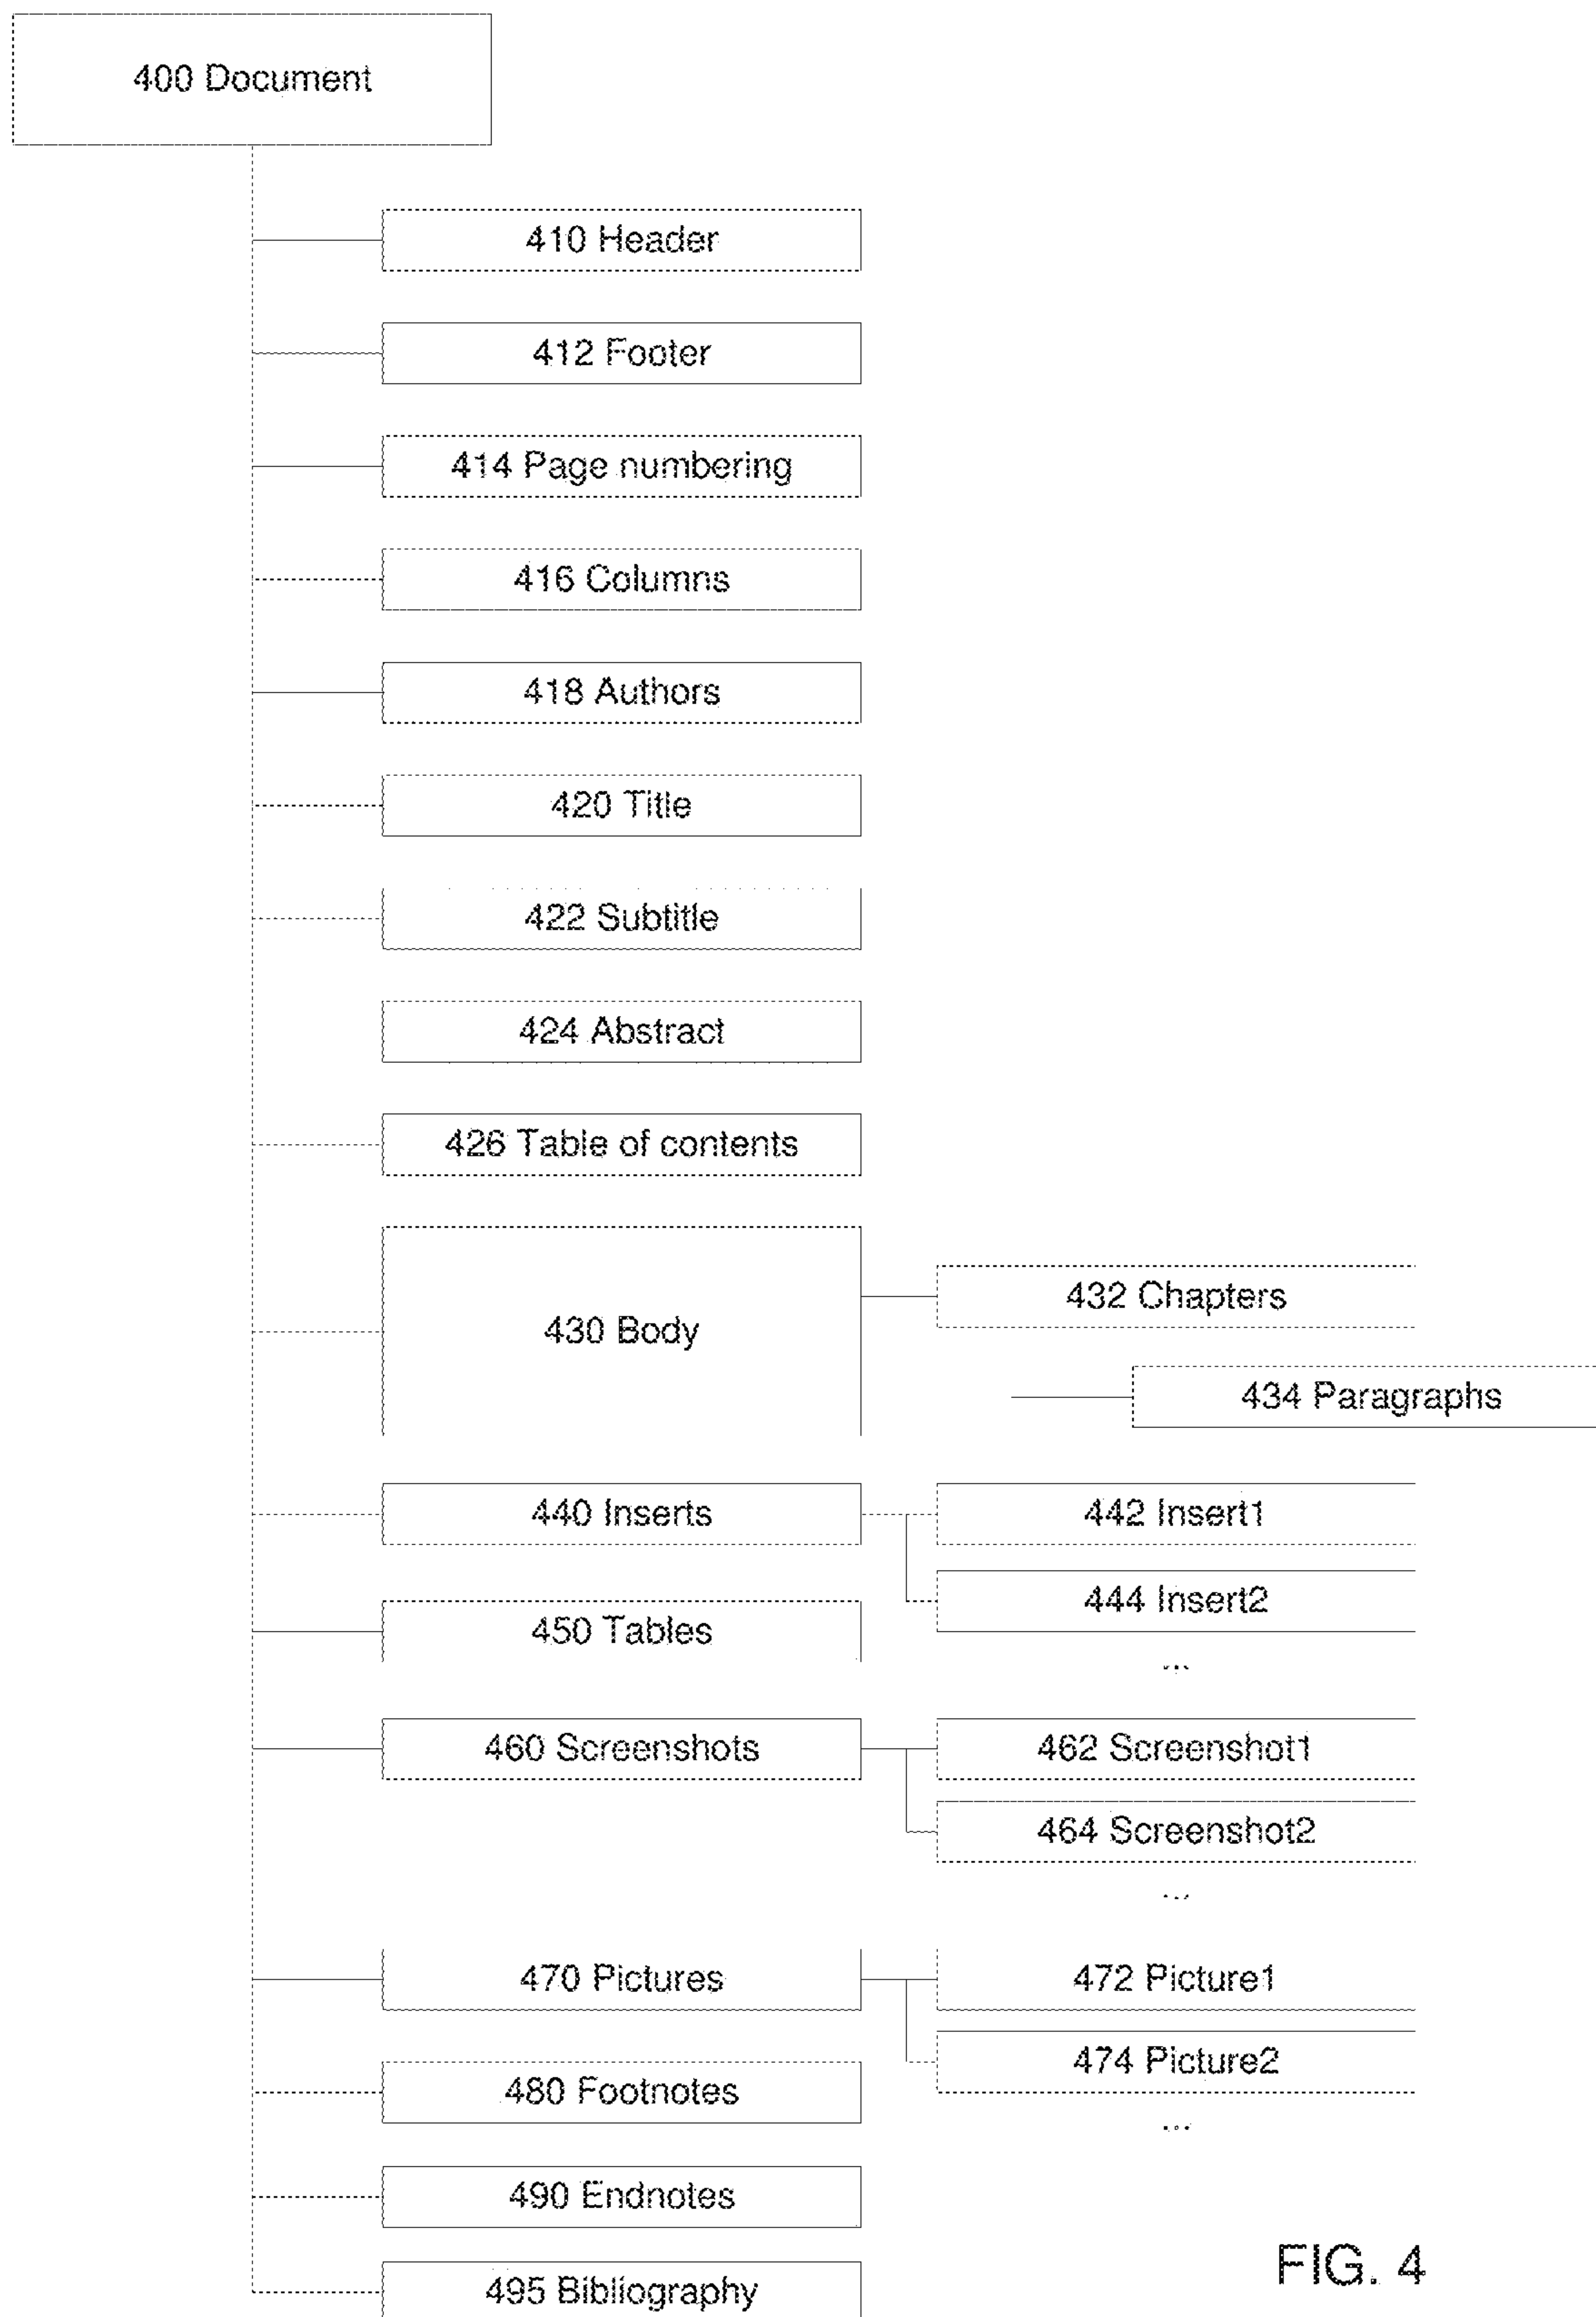 400 Document
410 Header
412 Footer
414 Page numbering
416 Columns
418 Authors
420 Title
422 Subtitle
424 Abstract
426 Table of contents
430 Body
432 Chapters
434 Paragraphs
440 Inserts
442 Insert1
444 Insert2
...
450 Tables
460 Screenshots
462 Screenshot1
464 Screenshot2
...
470 Pictures
472 Picture1
474 Picture2
...
480 Footnotes
490 Endnotes
495 Bibliography
FIG. 4